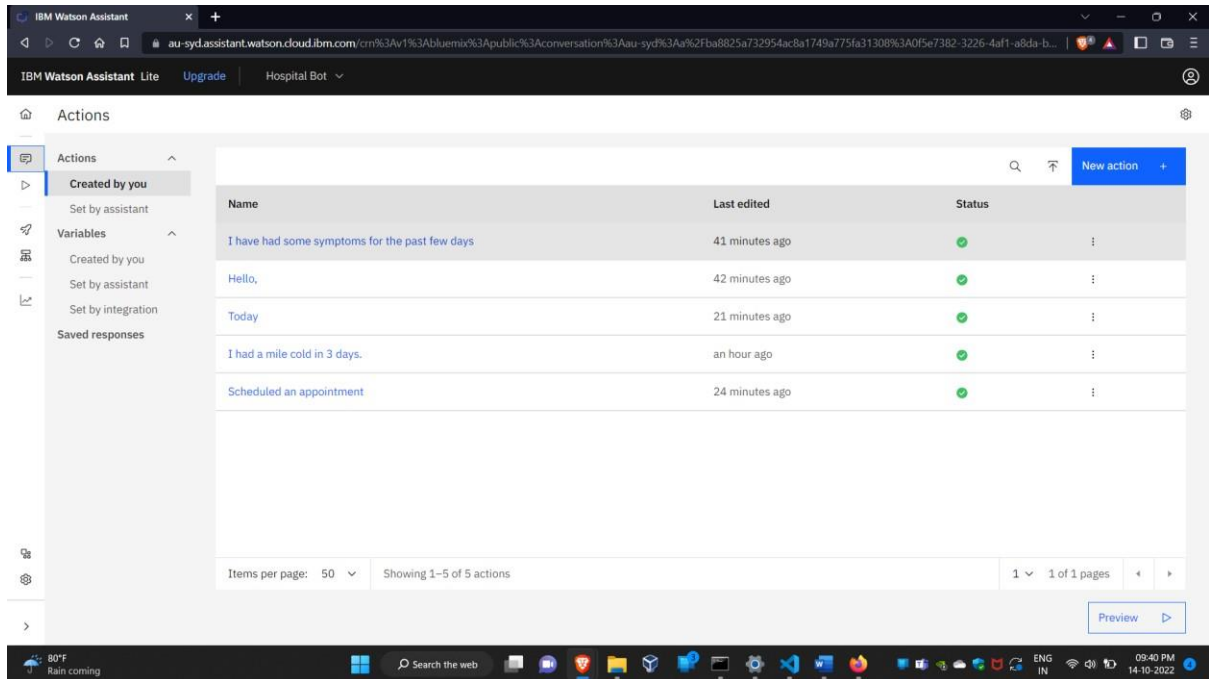 IBM Watson Assistant
au-syd.assistant.watson.cloud.ibm.com/crn%3Av1%3Abluemix%3Apublic%3Aconversation%3Aau-syd%3Aa%2Fba8825a732954ac8a1749a775fa31308%3A0f5e7382-3226-4af1-a8da-b...
IBM Watson Assistant Lite Upgrade Hospital Bot
Actions
Actions
Created by you
Set by assistant
Variables
Created by you
Set by assistant
Set by integration
Saved responses
New action +
Name Last edited Status
I have had some symptoms for the past few days 41 minutes ago
Hello, 42 minutes ago
Today 21 minutes ago
I had a mile cold in 3 days. an hour ago
Scheduled an appointment 24 minutes ago
Items per page: 50 Showing 1–5 of 5 actions 1 1 of 1 pages
Preview
80°F
Rain coming
Search the web
ENG
IN
09:40 PM
14-10-2022